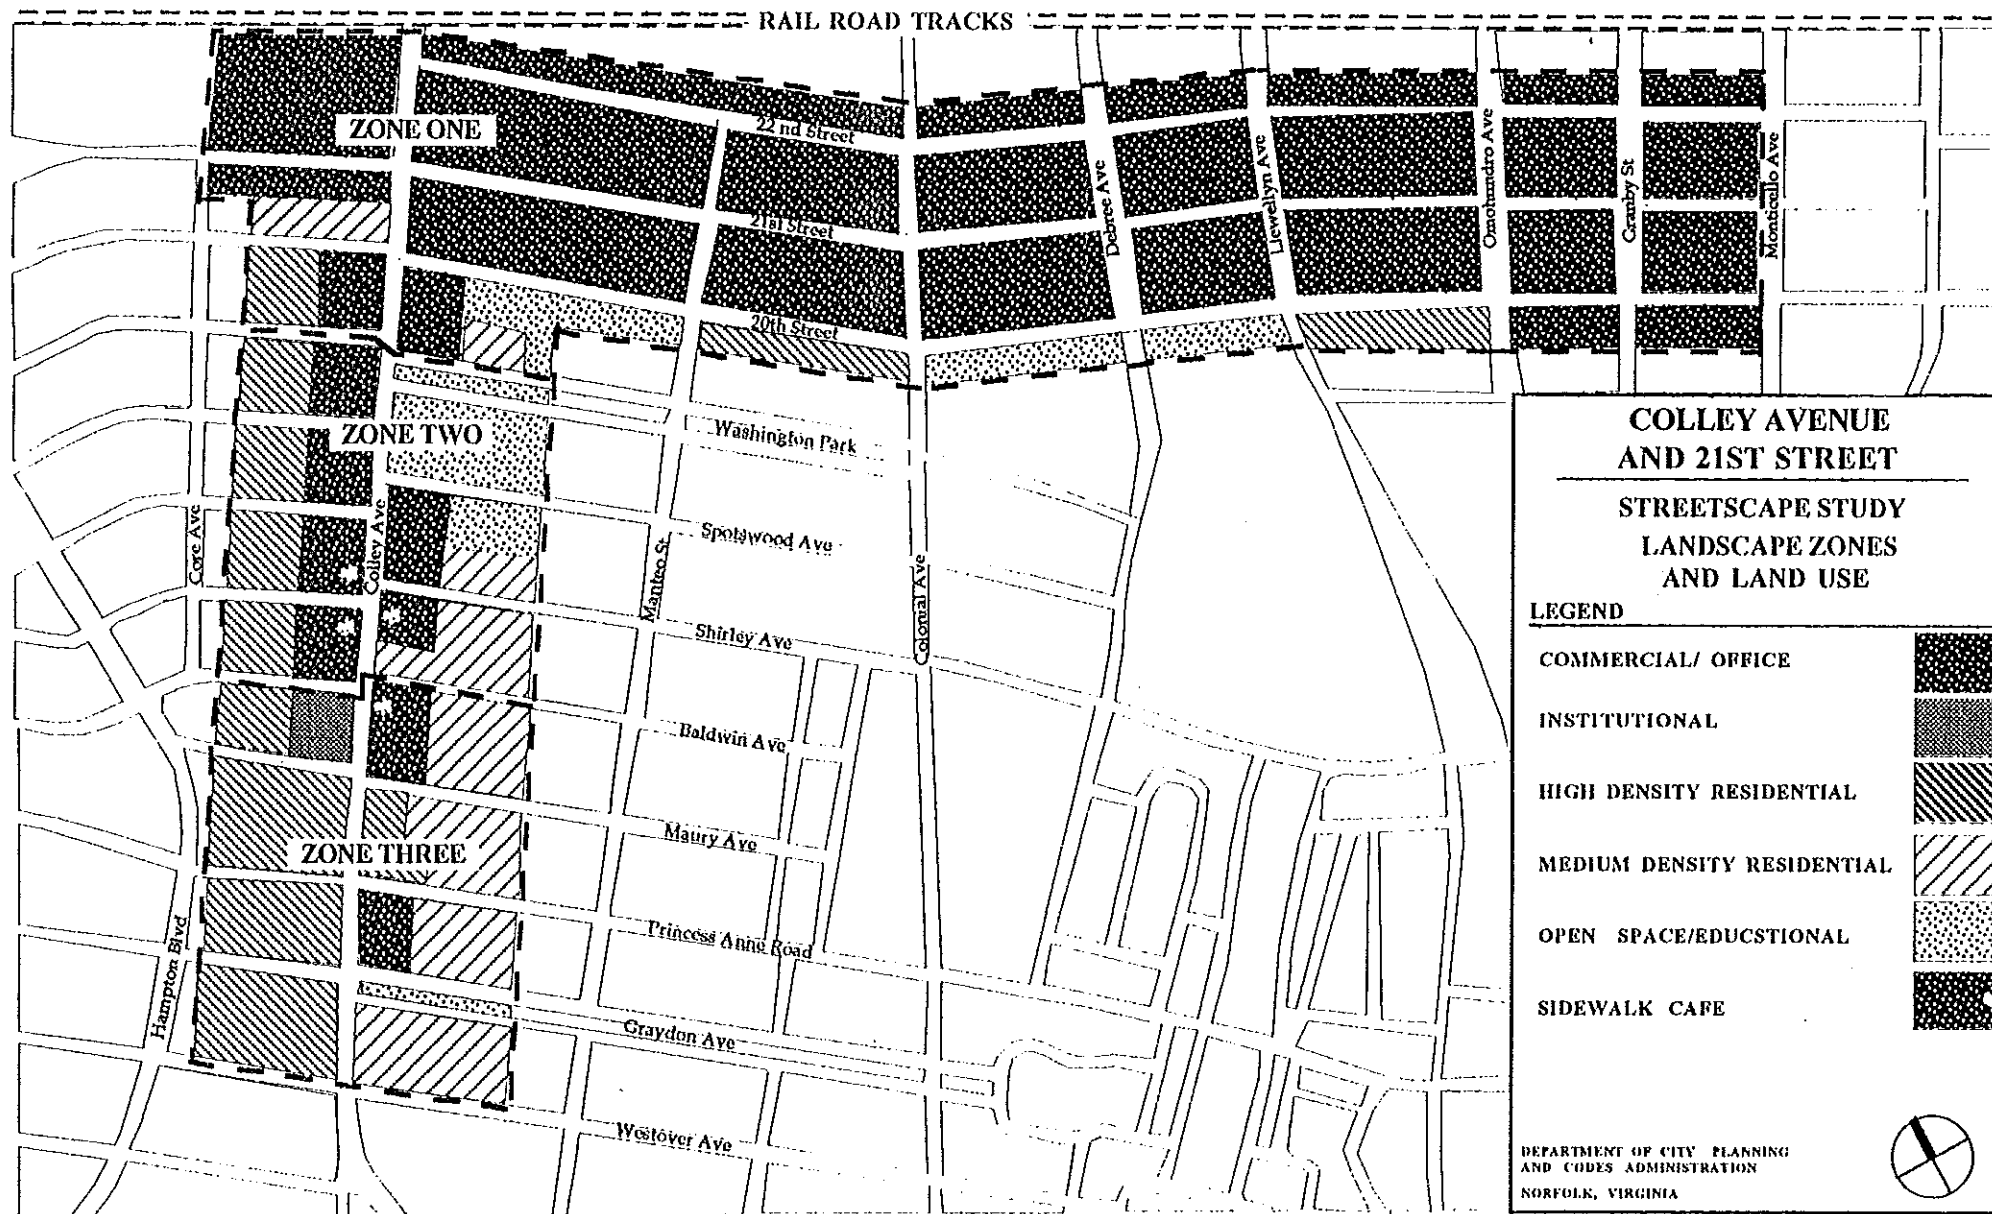 RAIL ROAD TRACKS
ZONE ONE
22 nd Street
21st Street
20th Street
Debree Ave
Llewellyn Ave
Omohundro Ave
Granby St
Monticello Ave
ZONE TWO
Washington Park
Core Ave
Colley Ave
Spotswood Ave
Manteo St
Colonial Ave
Shirley Ave
Baldwin Ave
Maury Ave
ZONE THREE
Princess Anne Road
Hampton Blvd
Graydon Ave
Westover Ave
COLLEY AVENUE
AND 21ST STREET
STREETSCAPE STUDY
LANDSCAPE ZONES
AND LAND USE
LEGEND
COMMERCIAL/ OFFICE
INSTITUTIONAL
HIGH DENSITY RESIDENTIAL
MEDIUM DENSITY RESIDENTIAL
OPEN SPACE/EDUCSTIONAL
SIDEWALK CAFE
DEPARTMENT OF CITY PLANNING
AND CODES ADMINISTRATION
NORFOLK, VIRGINIA